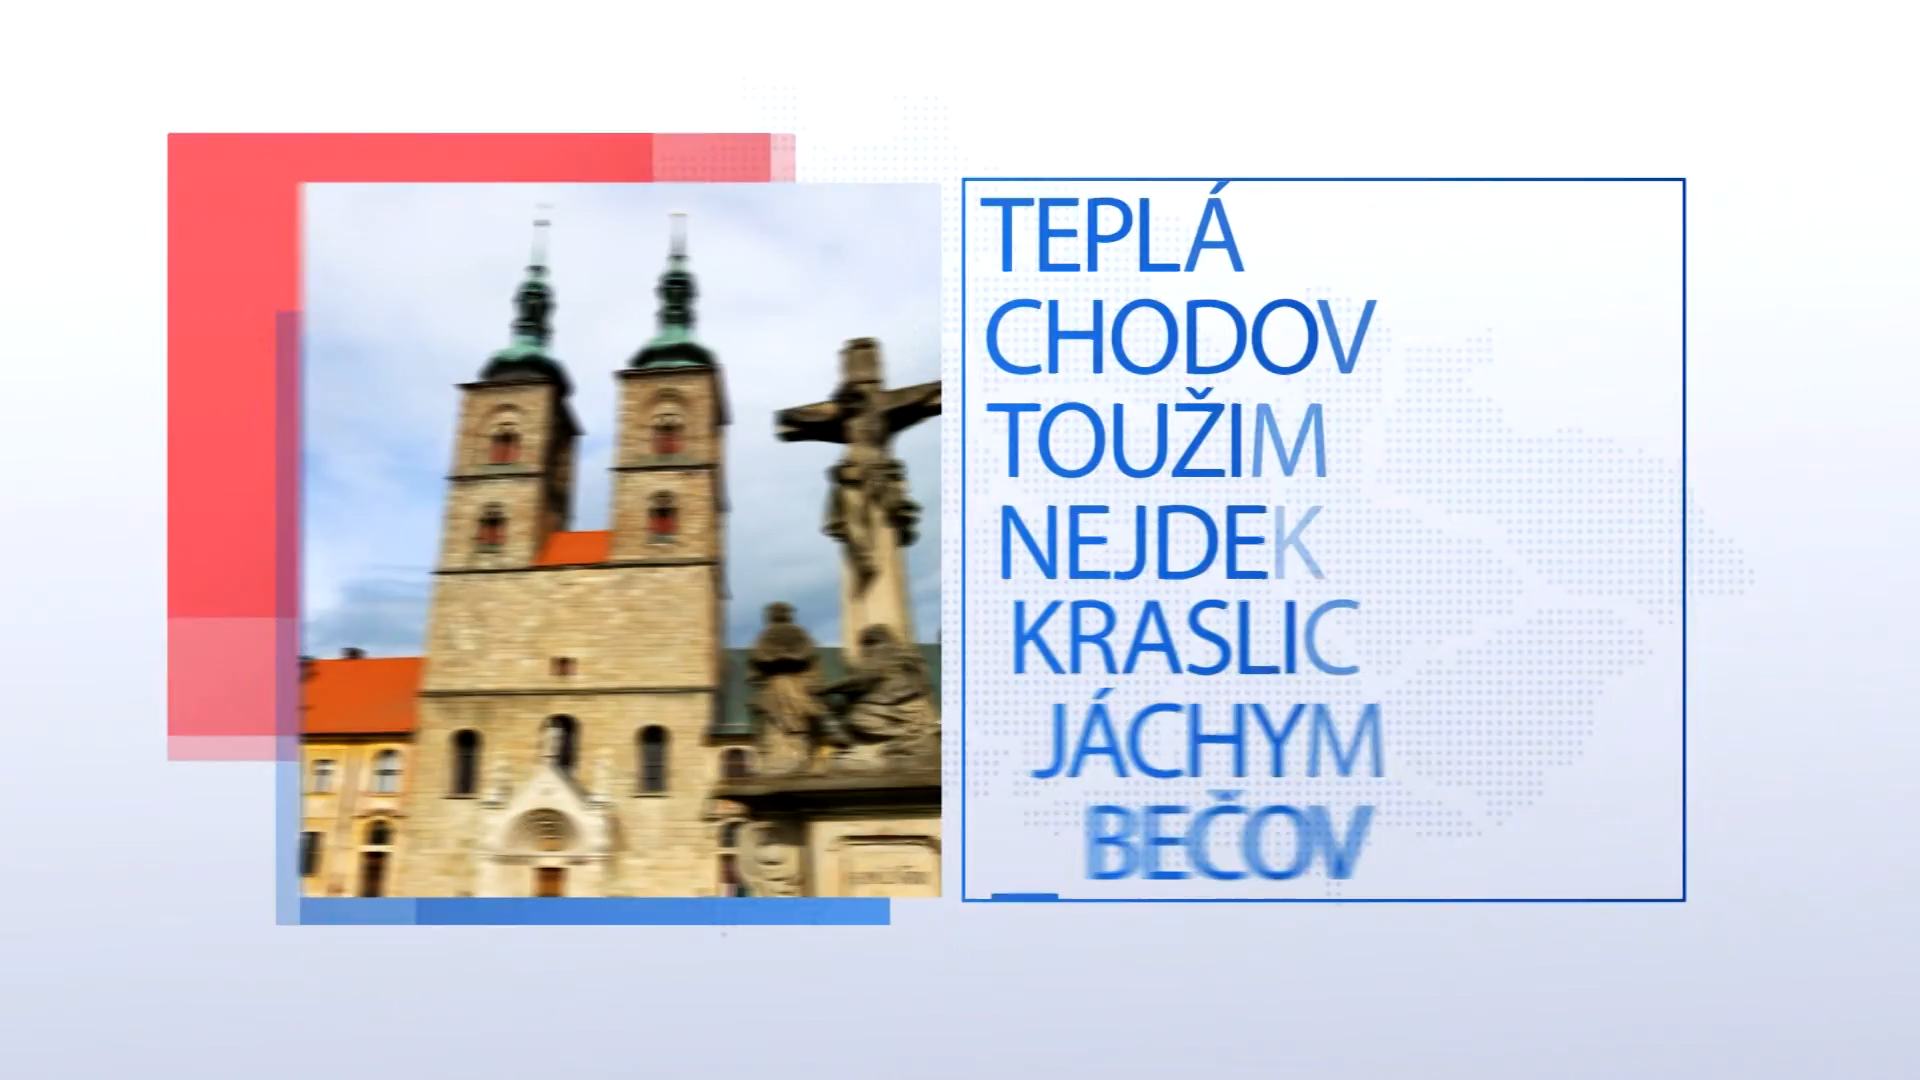 TEPLÁ
CHODOV
TOUŽIM
NEJDEK
KRASLIC
JÁCHYM
BEČOV